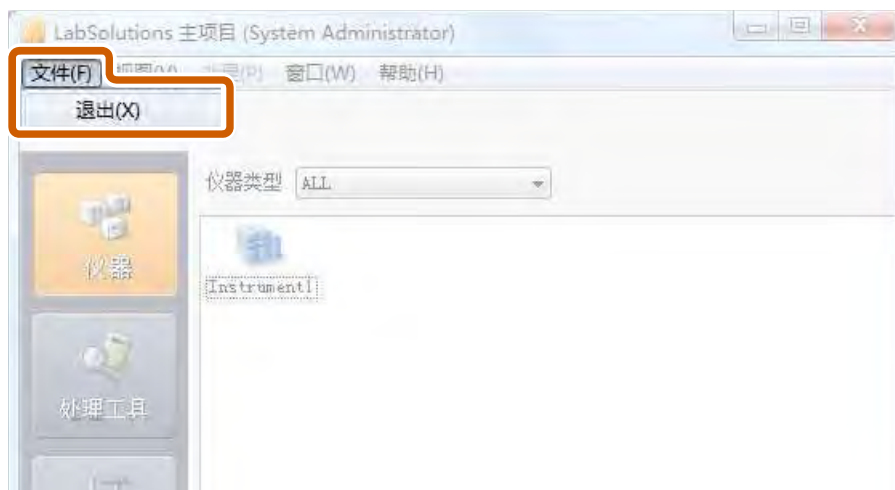 LabSolutions 主项目 (System Administrator)
文件(F) 窗口(W) 帮助(H)
退出(X)
仪器类型 ALL
仪器
Instrument1
处理工具